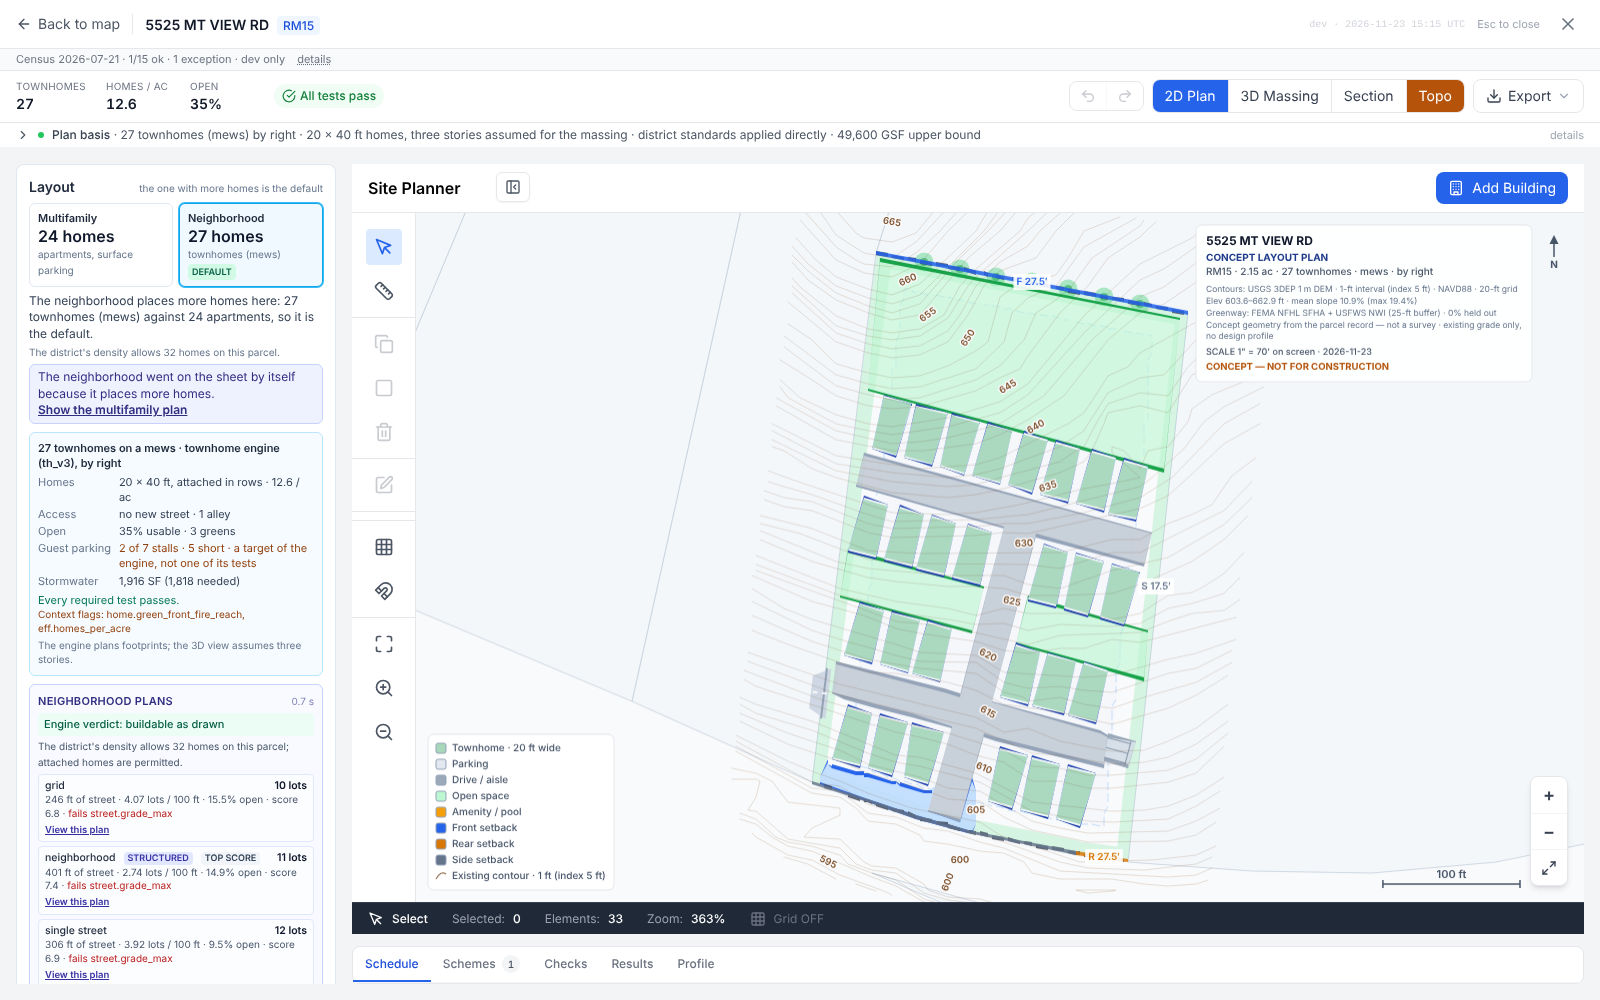 Back to map
5525 MT VIEW RD
RM15
dev · 2026-11-23 15:15 UTC
Esc to close
Census 2026-07-21 · 1/15 ok · 1 exception · dev only details
TOWNHOMES
27
HOMES / AC
12.6
OPEN
35%
All tests pass
2D Plan
3D Massing
Section
Topo
Export
Plan basis · 27 townhomes (mews) by right · 20 × 40 ft homes, three stories assumed for the massing · district standards applied directly · 49,600 GSF upper bound
details
Layout
the one with more homes is the default
Multifamily
24 homes
apartments, surface
parking
Neighborhood
27 homes
townhomes (mews)
DEFAULT
The neighborhood places more homes here: 27
townhomes (mews) against 24 apartments, so it is
the default.
The district's density allows 32 homes on this parcel.
The neighborhood went on the sheet by itself
because it places more homes.
Show the multifamily plan
27 townhomes on a mews · townhome engine
(th_v3), by right
Homes 20 × 40 ft, attached in rows · 12.6 /
ac
Access no new street · 1 alley
Open 35% usable · 3 greens
Guest parking 2 of 7 stalls · 5 short · a target of the
engine, not one of its tests
Stormwater 1,916 SF (1,818 needed)
Every required test passes.
Context flags: home.green_front_fire_reach,
eff.homes_per_acre
The engine plans footprints; the 3D view assumes three
stories.
NEIGHBORHOOD PLANS 0.7 s
Engine verdict: buildable as drawn
The district's density allows 32 homes on this parcel;
attached homes are permitted.
grid 10 lots
246 ft of street · 4.07 lots / 100 ft · 15.5% open · score
6.8 · fails street.grade_max
View this plan
neighborhood STRUCTURED TOP SCORE 11 lots
401 ft of street · 2.74 lots / 100 ft · 14.9% open · score
7.4 · fails street.grade_max
View this plan
single street 12 lots
306 ft of street · 3.92 lots / 100 ft · 9.5% open · score
6.9 · fails street.grade_max
View this plan
Site Planner
Add Building
665
660
655
650
645
640
635
630
625
620
615
610
605
600
600
595
F 27.5'
S 17.5'
R 27.5'
5525 MT VIEW RD
CONCEPT LAYOUT PLAN
RM15 · 2.15 ac · 27 townhomes · mews · by right
Contours: USGS 3DEP 1 m DEM · 1-ft interval (index 5 ft) · NAVD88 · 20-ft grid
Elev 603.6–662.9 ft · mean slope 10.9% (max 19.4%)
Greenway: FEMA NFHL SFHA + USFWS NWI (25-ft buffer) · 0% held out
Concept geometry from the parcel record — not a survey · existing grade only,
no design profile
SCALE 1" = 70' on screen · 2026-11-23
CONCEPT — NOT FOR CONSTRUCTION
N
Townhome · 20 ft wide
Parking
Drive / aisle
Open space
Amenity / pool
Front setback
Rear setback
Side setback
Existing contour · 1 ft (index 5 ft)
100 ft
Select
Selected: 0
Elements: 33
Zoom: 363%
Grid OFF
Schedule
Schemes 1
Checks
Results
Profile